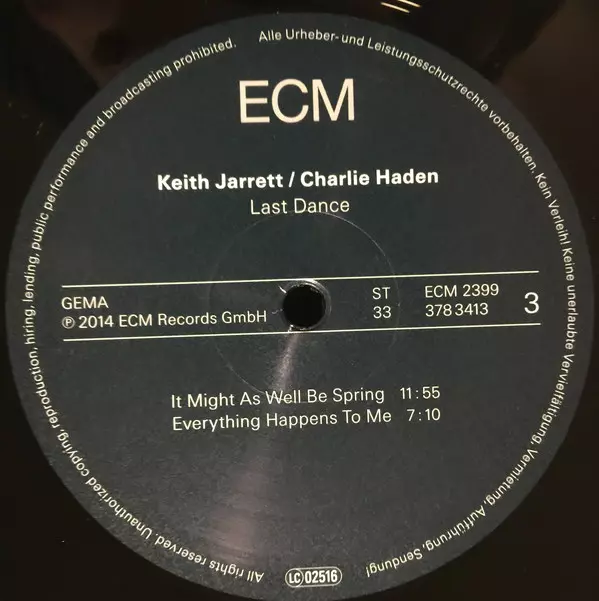 ECM
Keith Jarrett / Charlie Haden
Last Dance
GEMA
℗ 2014 ECM Records GmbH
ST
33
ECM 2399
378 3413
3
It Might As Well Be Spring 11:55
Everything Happens To Me 7:10
Alle Urheber- und Leistungsschutzrechte vorbehalten. Kein Verleih! Keine unerlaubte Vervielfältigung, Vermietung, Aufführung, Sendung!
LC 02516
All rights reserved. Unauthorized copying, reproduction, hiring, lending, public performance and broadcasting prohibited.